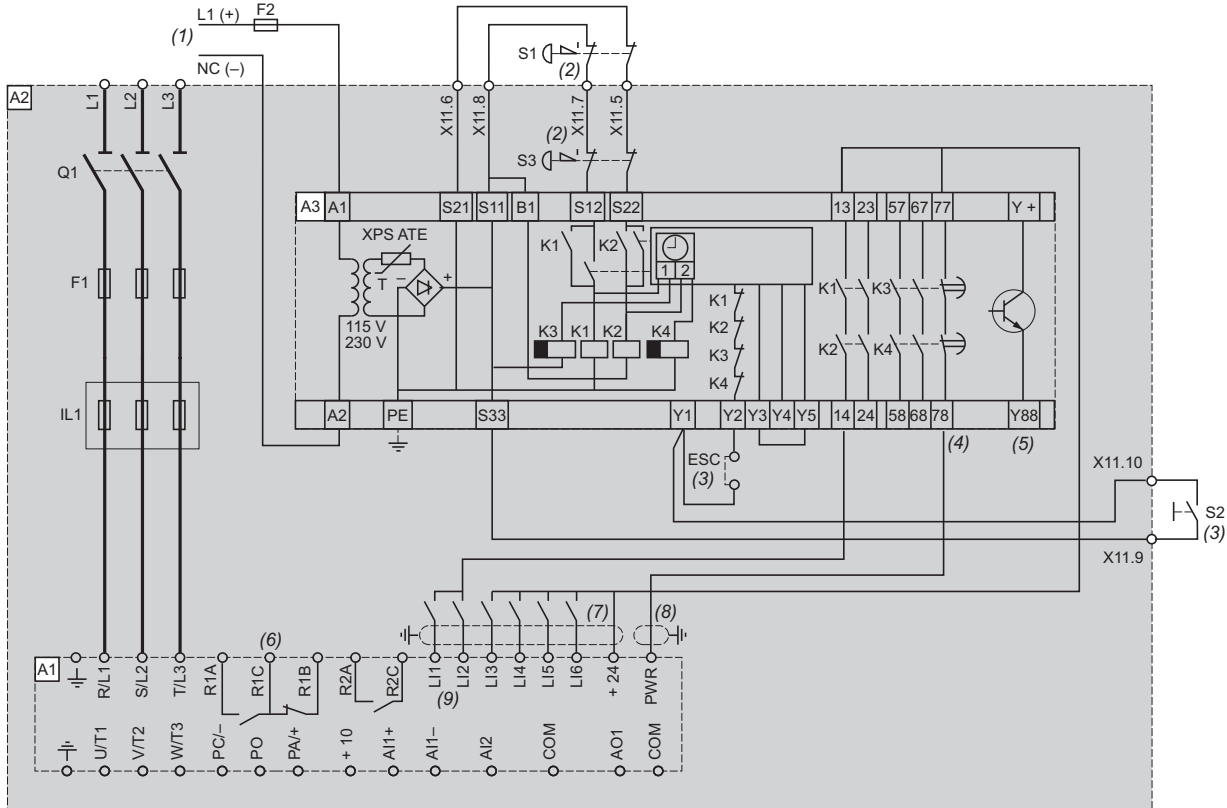 L1 (+) F2
(1)
NC (–)
S1 (2)
A2
L1 L2 L3
X11.6 X11.8 X11.7 X11.5
(2)
S3
Q1
A3 A1 S21 S11 B1 S12 S22 13 23 57 67 77 Y +
XPS ATE
K1 K2
1 2
T – +
F1
115 V
230 V
K1 K3
K1
K2
K3 K1 K2 K4
K2 K4
K3
K4
IL1
A2 PE S33 Y1 Y2 Y3 Y4 Y5 14 24 58 68 78 Y88
(4) (5)
ESC
(3)
X11.10
S2
(3)
X11.9
(7) (8)
(6)
A1
R/L1 S/L2 T/L3 R1A R1C R1B R2A R2C LI1 LI2 LI3 LI4 LI5 LI6 + 24 PWR
(9)
U/T1 V/T2 W/T3 PC/– PO PA/+ + 10 AI1+ AI1– AI2 COM AO1 COM